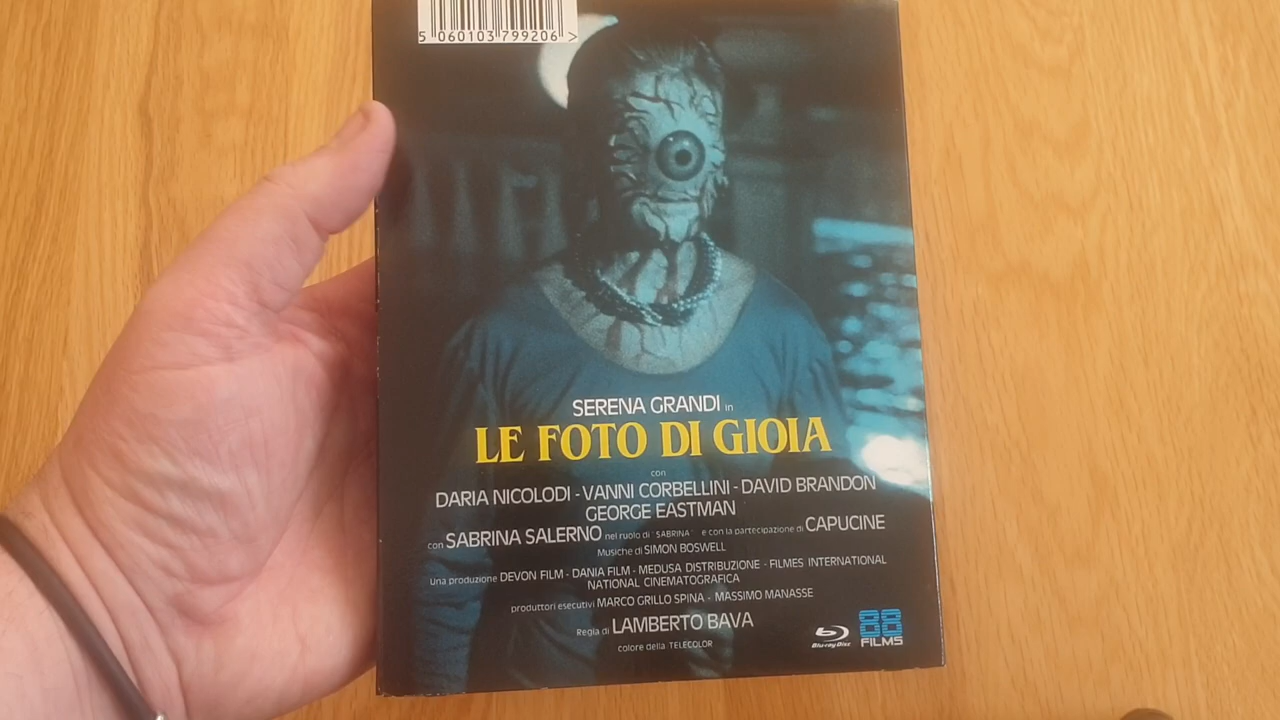 5 060103 799206 >
SERENA GRANDI in
LE FOTO DI GIOIA
con
DARIA NICOLODI - VANNI CORBELLINI - DAVID BRANDON
GEORGE EASTMAN
con SABRINA SALERNO nel ruolo di "SABRINA" e con la partecipazione di CAPUCINE
Musiche di SIMON BOSWELL
Una produzione DEVON FILM - DANIA FILM - MEDUSA DISTRIBUZIONE - FILMES INTERNATIONAL
NATIONAL CINEMATOGRAFICA
produttori esecutivi MARCO GRILLO SPINA - MASSIMO MANASSE
Regia di LAMBERTO BAVA
colore della TELECOLOR
Blu-ray Disc
88 FILMS